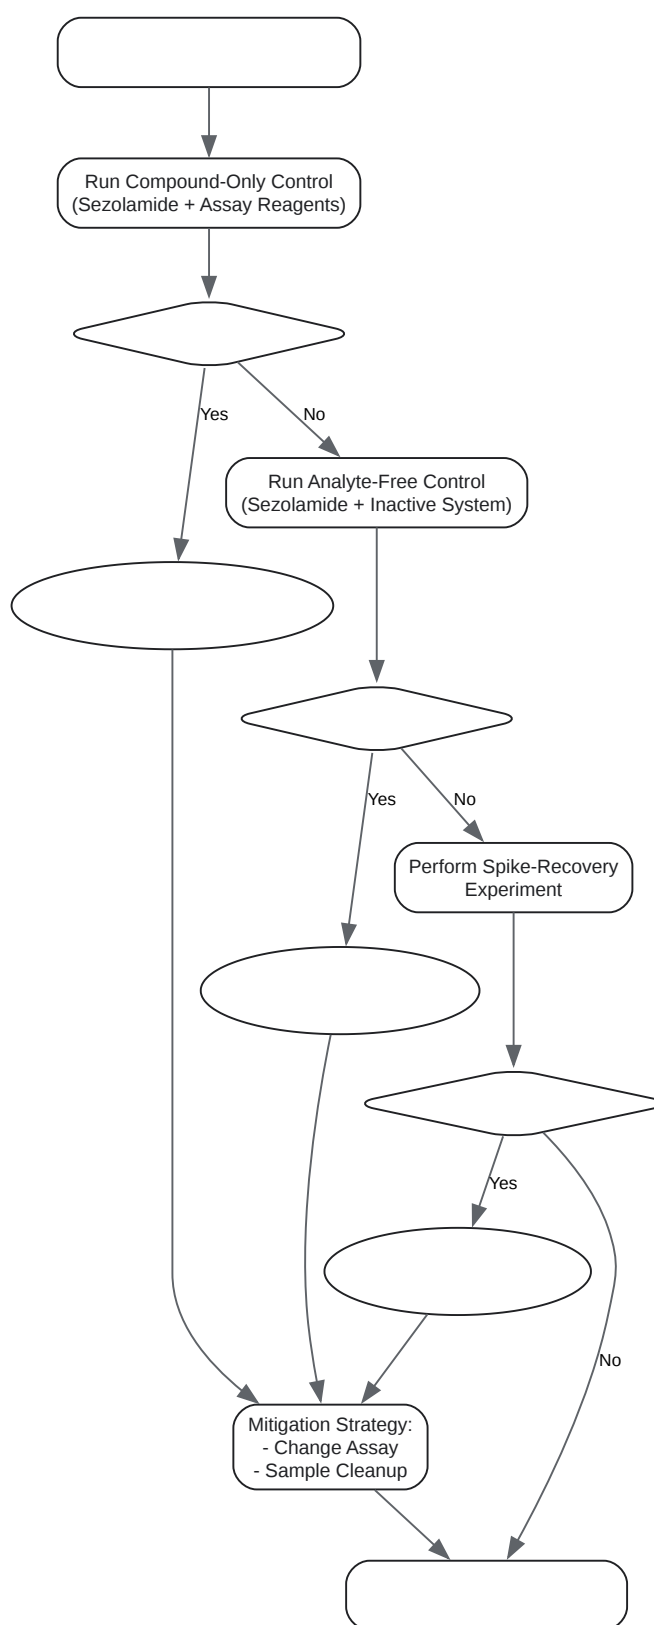 Run Compound-Only Control
(Sezolamide + Assay Reagents)
Yes
No
Run Analyte-Free Control
(Sezolamide + Inactive System)
Yes
No
Perform Spike-Recovery
Experiment
Yes
No
Mitigation Strategy:
- Change Assay
- Sample Cleanup